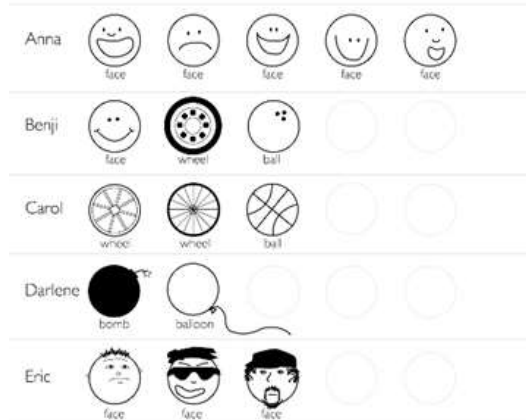 Anna
face face face face face
Benji
face wheel ball
Carol
wheel wheel ball
Darlene
bomb balloon
Eric
face face face